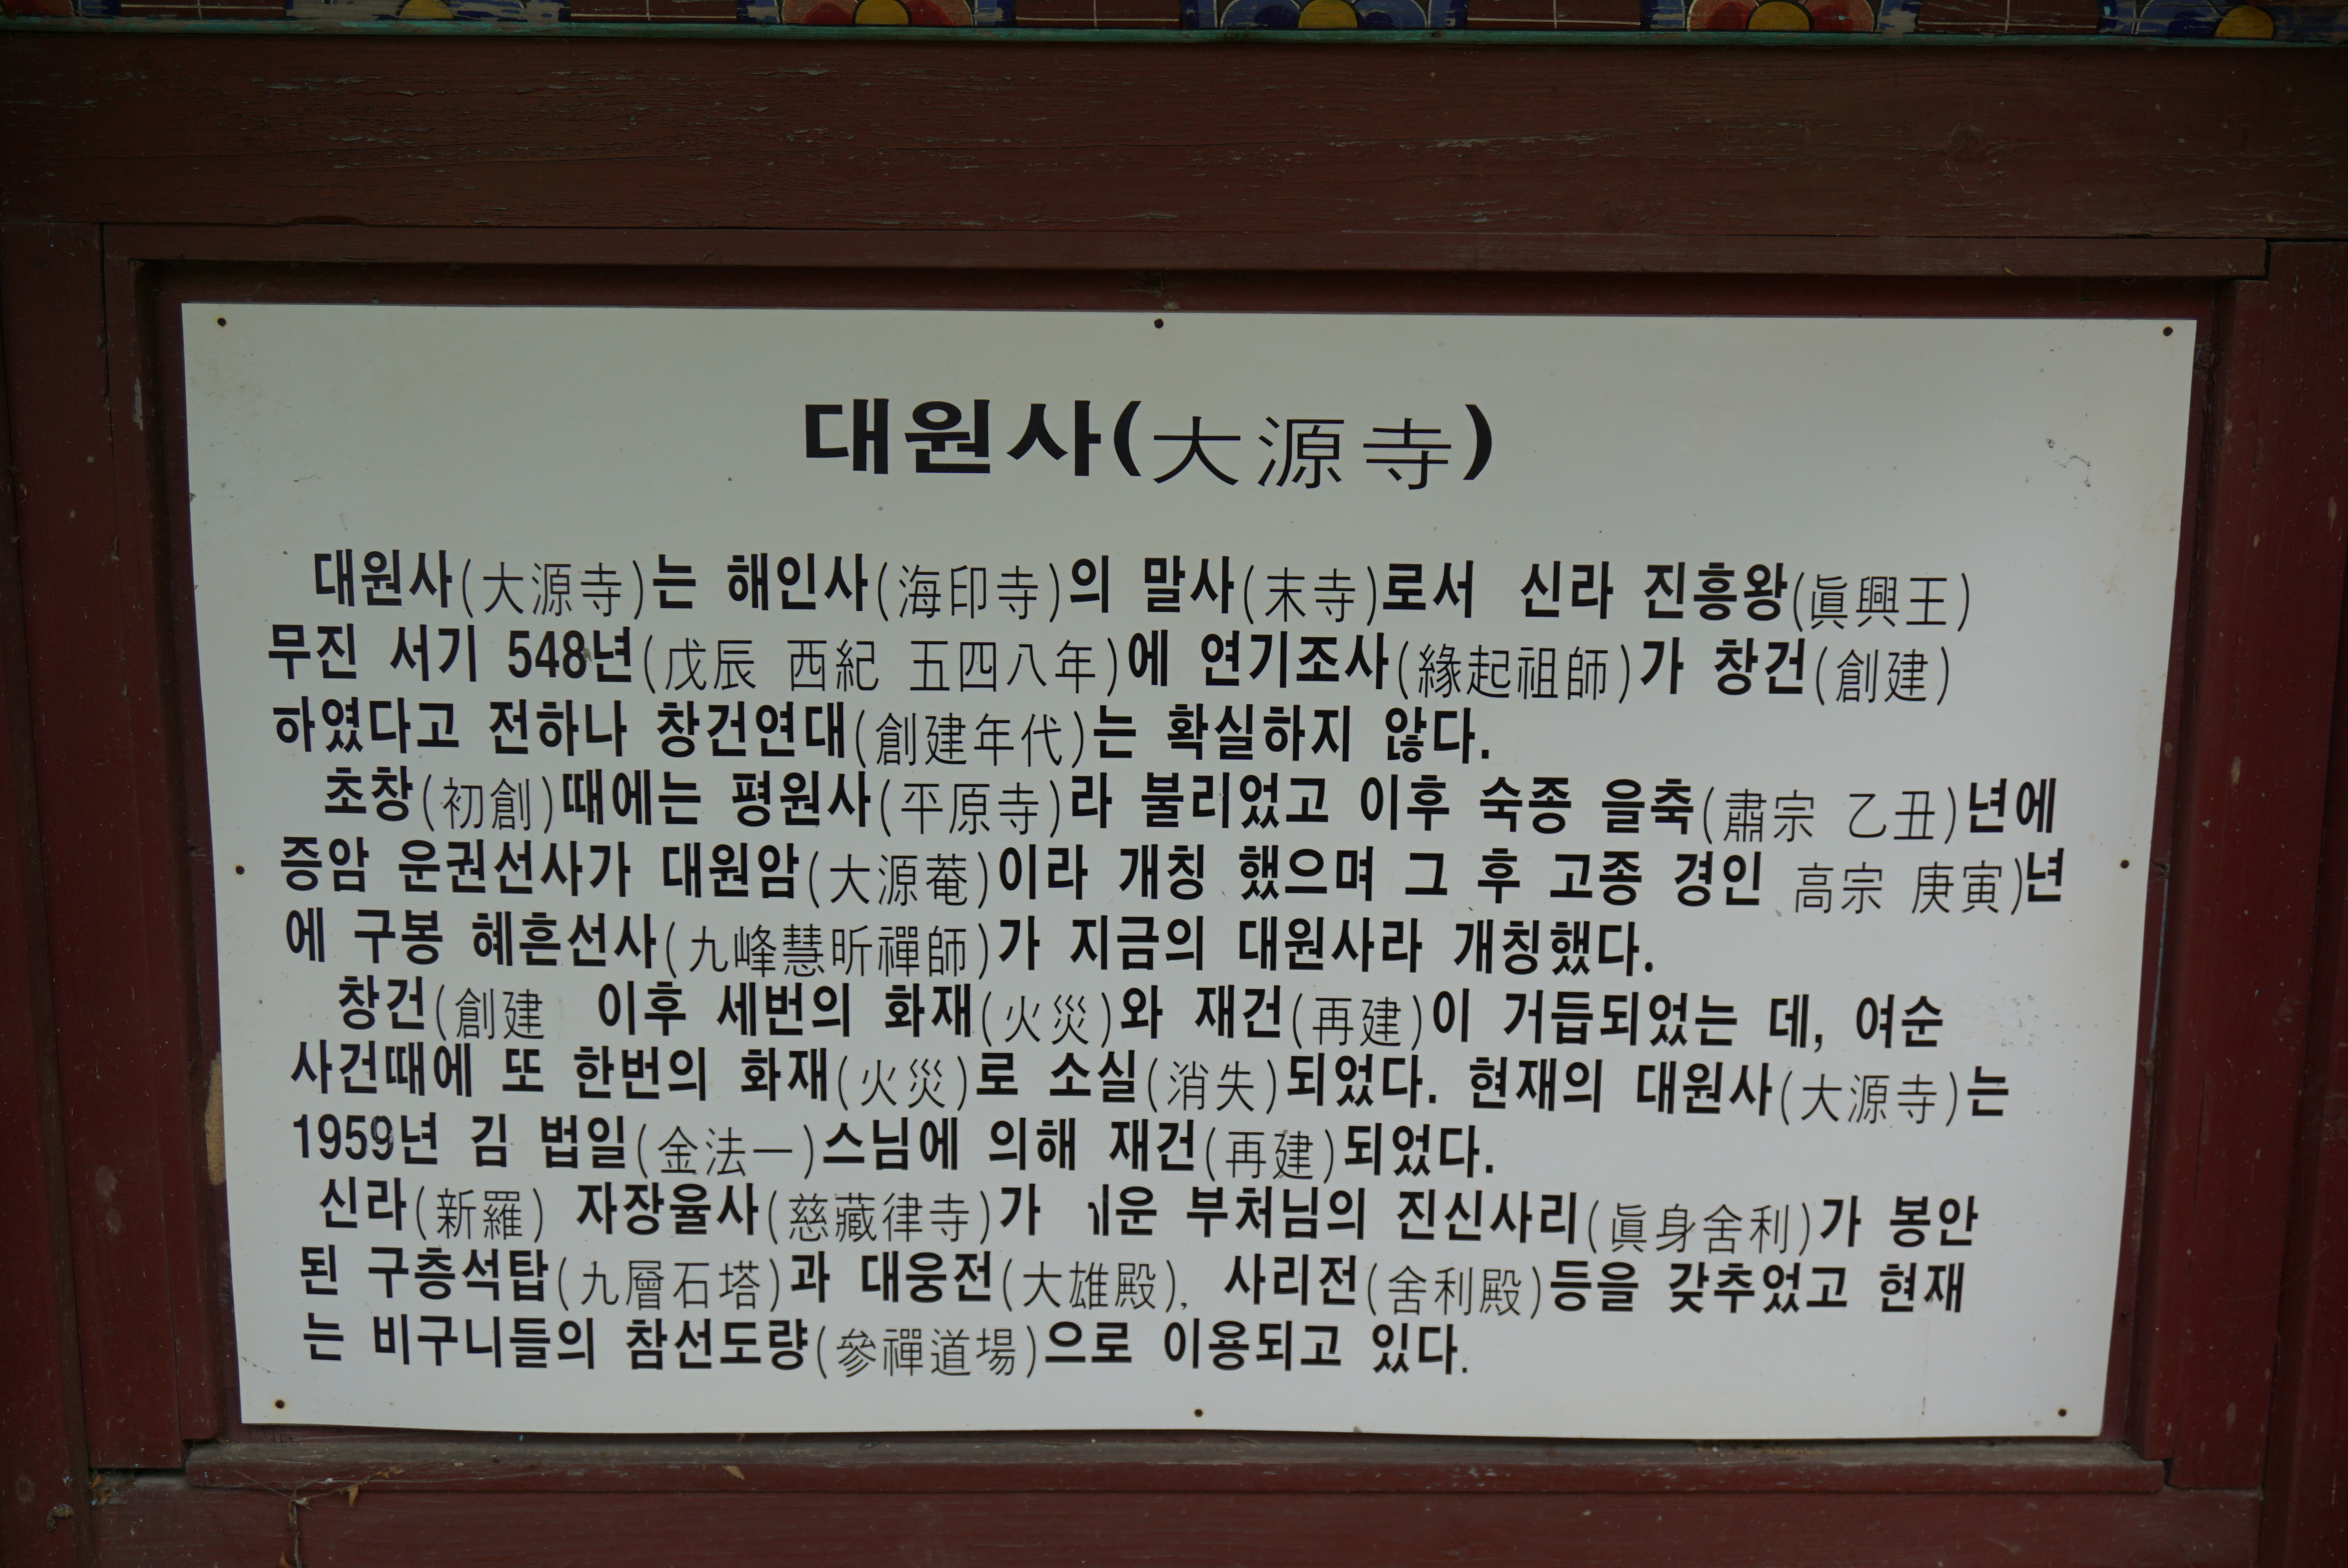 대원사(大源寺)
대원사(大源寺)는 해인사(海印寺)의 말사(末寺)로서 신라 진흥왕(眞興王)
무진 서기 548년(戊辰 西紀 五四八年)에 연기조사(緣起祖師)가 창건(創建)
하였다고 전하나 창건연대(創建年代)는 확실하지 않다.
초창(初創)때에는 평원사(平原寺)라 불리었고 이후 숙종 을축(肅宗 乙丑)년에
증암 운권선사가 대원암(大源菴)이라 개칭 했으며 그 후 고종 경인 高宗 庚寅)년
에 구봉 혜흔선사(九峰慧昕禪師)가 지금의 대원사라 개칭했다.
창건(創建 이후 세번의 화재(火災)와 재건(再建)이 거듭되었는 데, 여순
사건때에 또 한번의 화재(火災)로 소실(消失)되었다. 현재의 대원사(大源寺)는
1959년 김 법일(金法一)스님에 의해 재건(再建)되었다.
신라(新羅) 자장율사(慈藏律寺)가 부처님의 진신사리(眞身舍利)가 봉안
된 구층석탑(九層石塔)과 대웅전(大雄殿), 사리전(舍利殿)등을 갖추었고 현재
는 비구니들의 참선도량(參禪道場)으로 이용되고 있다.